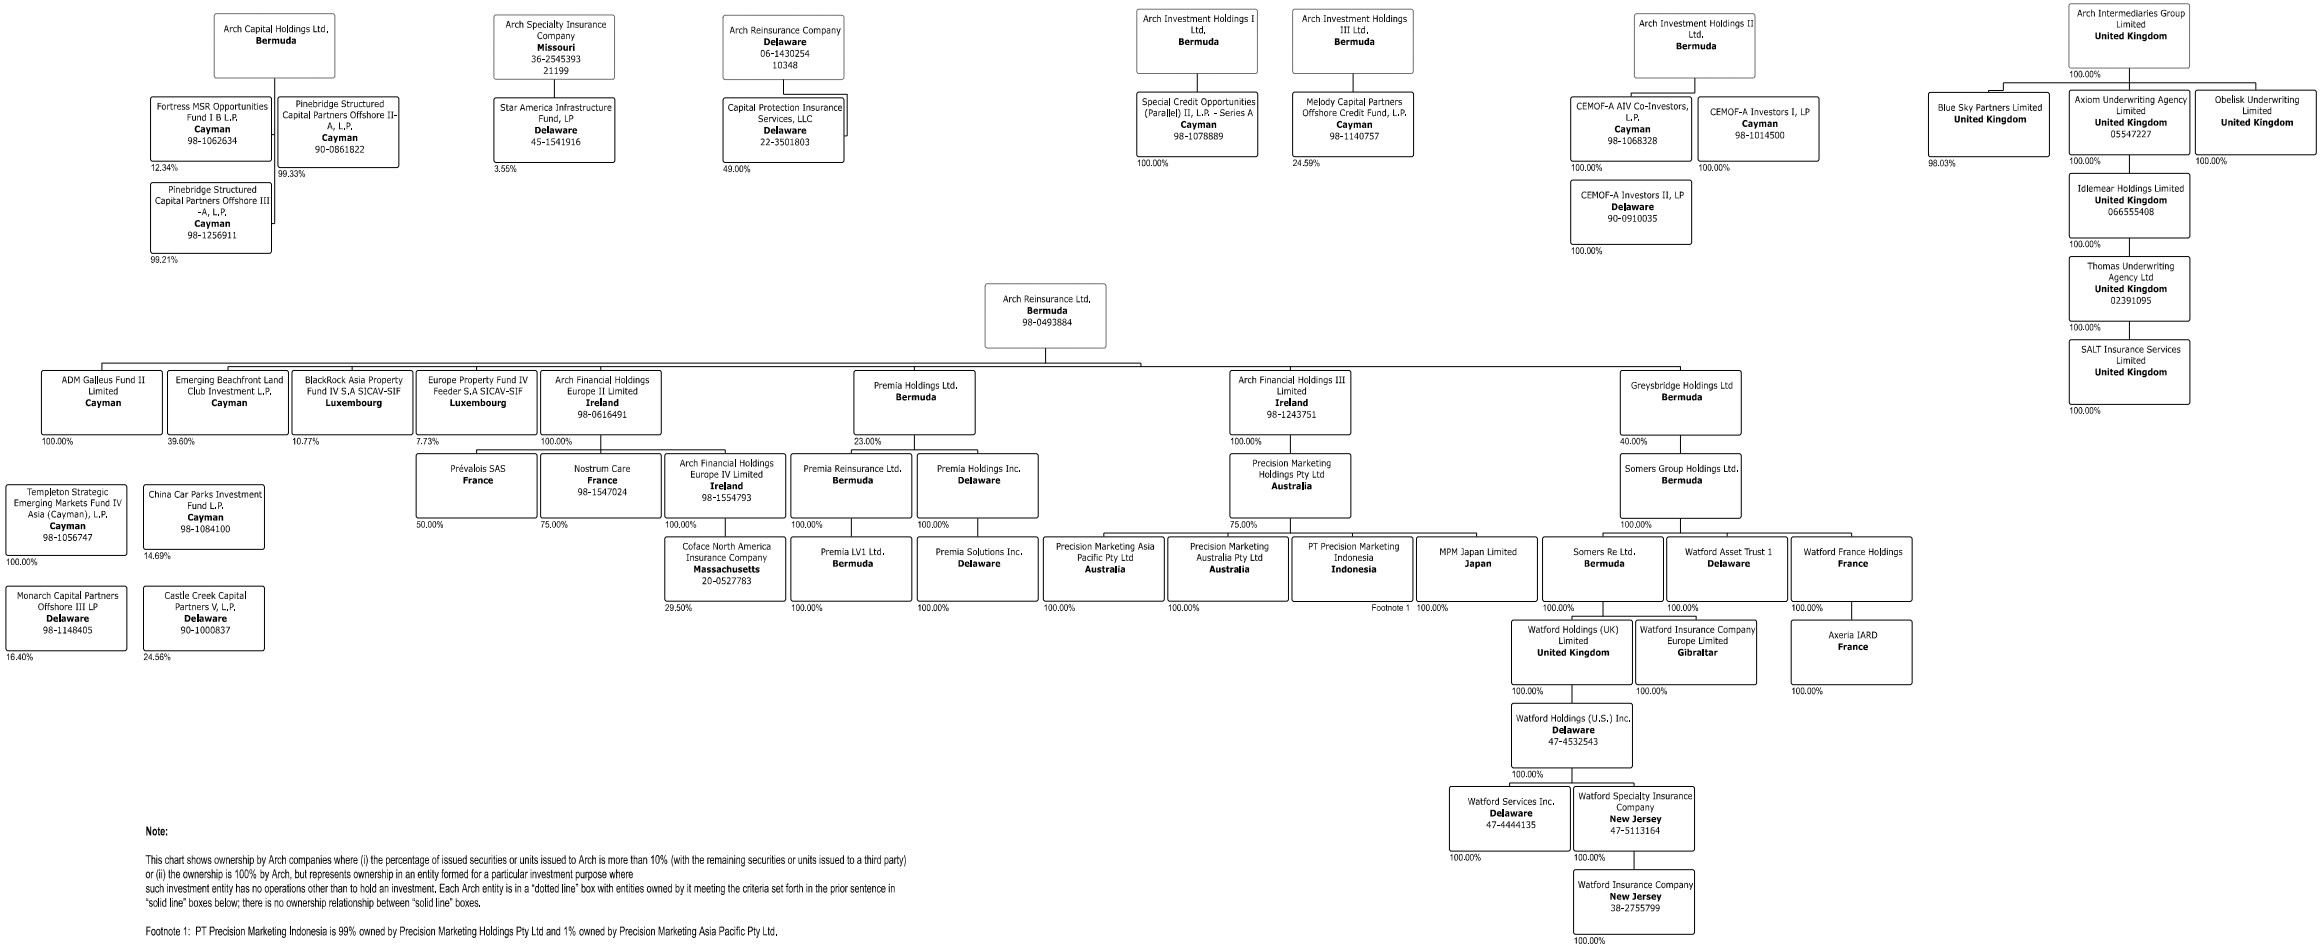 Arch Capital Holdings Ltd.
Bermuda
Fortress MSR Opportunities
Fund I B L.P.
Cayman
98-1062634
12.34%
Pinebridge Structured
Capital Partners Offshore II-
A, L.P.
Cayman
90-0861822
99.33%
Pinebridge Structured
Capital Partners Offshore III
-A, L.P.
Cayman
98-1256911
99.21%
Arch Specialty Insurance
Company
Missouri
36-2545393
21199
Star America Infrastructure
Fund, LP
Delaware
45-1541916
3.55%
Arch Reinsurance Company
Delaware
06-1430254
10348
Capital Protection Insurance
Services, LLC
Delaware
22-3501803
49.00%
Arch Investment Holdings I
Ltd.
Bermuda
Special Credit Opportunities
(Parallel) II, L.P. - Series A
Cayman
98-1078889
100.00%
Arch Investment Holdings
III Ltd.
Bermuda
Melody Capital Partners
Offshore Credit Fund, L.P.
Cayman
98-1140757
24.59%
Arch Investment Holdings II
Ltd.
Bermuda
CEMOF-A AIV Co-Investors,
L.P.
Cayman
98-1068328
100.00%
CEMOF-A Investors I, LP
Cayman
98-1014500
100.00%
CEMOF-A Investors II, LP
Delaware
90-0910035
100.00%
Arch Intermediaries Group
Limited
United Kingdom
100.00%
Blue Sky Partners Limited
United Kingdom
98.03%
Axiom Underwriting Agency
Limited
United Kingdom
05547227
100.00%
Obelisk Underwriting
Limited
United Kingdom
100.00%
Idlemear Holdings Limited
United Kingdom
066555408
100.00%
Thomas Underwriting
Agency Ltd
United Kingdom
02391095
100.00%
SALT Insurance Services
Limited
United Kingdom
100.00%
Arch Reinsurance Ltd.
Bermuda
98-0493884
ADM Galleus Fund II
Limited
Cayman
100.00%
Emerging Beachfront Land
Club Investment L.P.
Cayman
39.60%
BlackRock Asia Property
Fund IV S.A SICAV-SIF
Luxembourg
10.77%
Europe Property Fund IV
Feeder S.A SICAV-SIF
Luxembourg
7.73%
Arch Financial Holdings
Europe II Limited
Ireland
98-0616491
100.00%
Premia Holdings Ltd.
Bermuda
23.00%
Arch Financial Holdings III
Limited
Ireland
98-1243751
100.00%
Greysbridge Holdings Ltd
Bermuda
40.00%
Templeton Strategic
Emerging Markets Fund IV
Asia (Cayman), L.P.
Cayman
98-1056747
100.00%
China Car Parks Investment
Fund L.P.
Cayman
98-1084100
14.69%
Prévalois SAS
France
50.00%
Nostrum Care
France
98-1547024
75.00%
Arch Financial Holdings
Europe IV Limited
Ireland
98-1554793
100.00%
Premia Reinsurance Ltd.
Bermuda
100.00%
Premia Holdings Inc.
Delaware
100.00%
Precision Marketing
Holdings Pty Ltd
Australia
75.00%
Somers Group Holdings Ltd.
Bermuda
100.00%
Monarch Capital Partners
Offshore III LP
Delaware
98-1148405
16.40%
Castle Creek Capital
Partners V, L.P.
Delaware
90-1000837
24.56%
Coface North America
Insurance Company
Massachusetts
20-0527783
29.50%
Premia LV1 Ltd.
Bermuda
100.00%
Premia Solutions Inc.
Delaware
100.00%
Precision Marketing Asia
Pacific Pty Ltd
Australia
100.00%
Precision Marketing
Australia Pty Ltd
Australia
100.00%
PT Precision Marketing
Indonesia
Indonesia
Footnote 1
MPM Japan Limited
Japan
100.00%
Somers Re Ltd.
Bermuda
100.00%
Watford Asset Trust 1
Delaware
100.00%
Watford France Holdings
France
100.00%
Watford Holdings (UK)
Limited
United Kingdom
100.00%
Watford Insurance Company
Europe Limited
Gibraltar
100.00%
Axeria IARD
France
100.00%
Watford Holdings (U.S.) Inc.
Delaware
47-4532543
100.00%
Watford Services Inc.
Delaware
47-4444135
100.00%
Watford Specialty Insurance
Company
New Jersey
47-5113164
100.00%
Watford Insurance Company
New Jersey
38-2755799
100.00%
Note:
This chart shows ownership by Arch companies where (i) the percentage of issued securities or units issued to Arch is more than 10% (with the remaining securities or units issued to a third party)
or (ii) the ownership is 100% by Arch, but represents ownership in an entity formed for a particular investment purpose where
such investment entity has no operations other than to hold an investment. Each Arch entity is in a "dotted line" box with entities owned by it meeting the criteria set forth in the prior sentence in
"solid line" boxes below; there is no ownership relationship between "solid line" boxes.
Footnote 1: PT Precision Marketing Indonesia is 99% owned by Precision Marketing Holdings Pty Ltd and 1% owned by Precision Marketing Asia Pacific Pty Ltd.